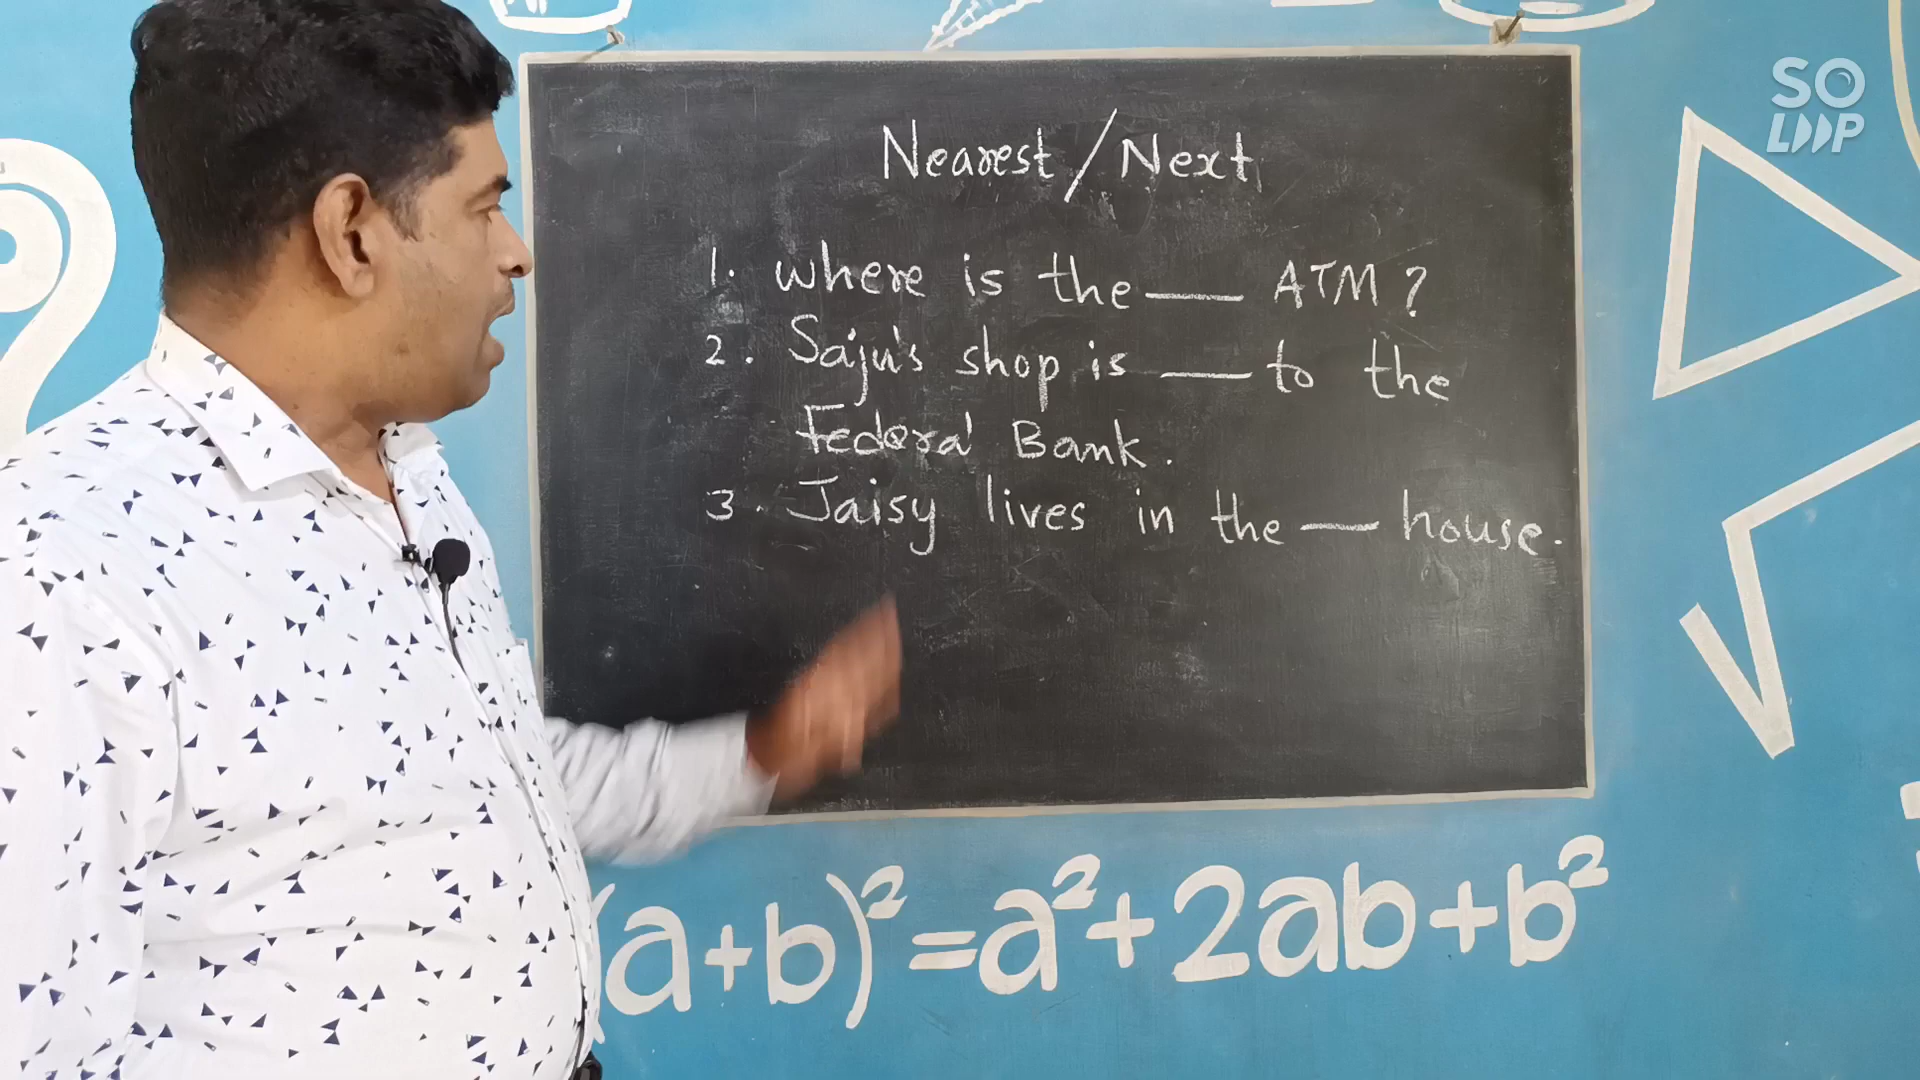 SO
LOOP
Nearest/Next
1. where is the ___ ATM?
2. Saju's shop is ___ to the
Federal Bank.
3. Jaisy lives in the ___ house.
(a+b)²=a²+2ab+b²